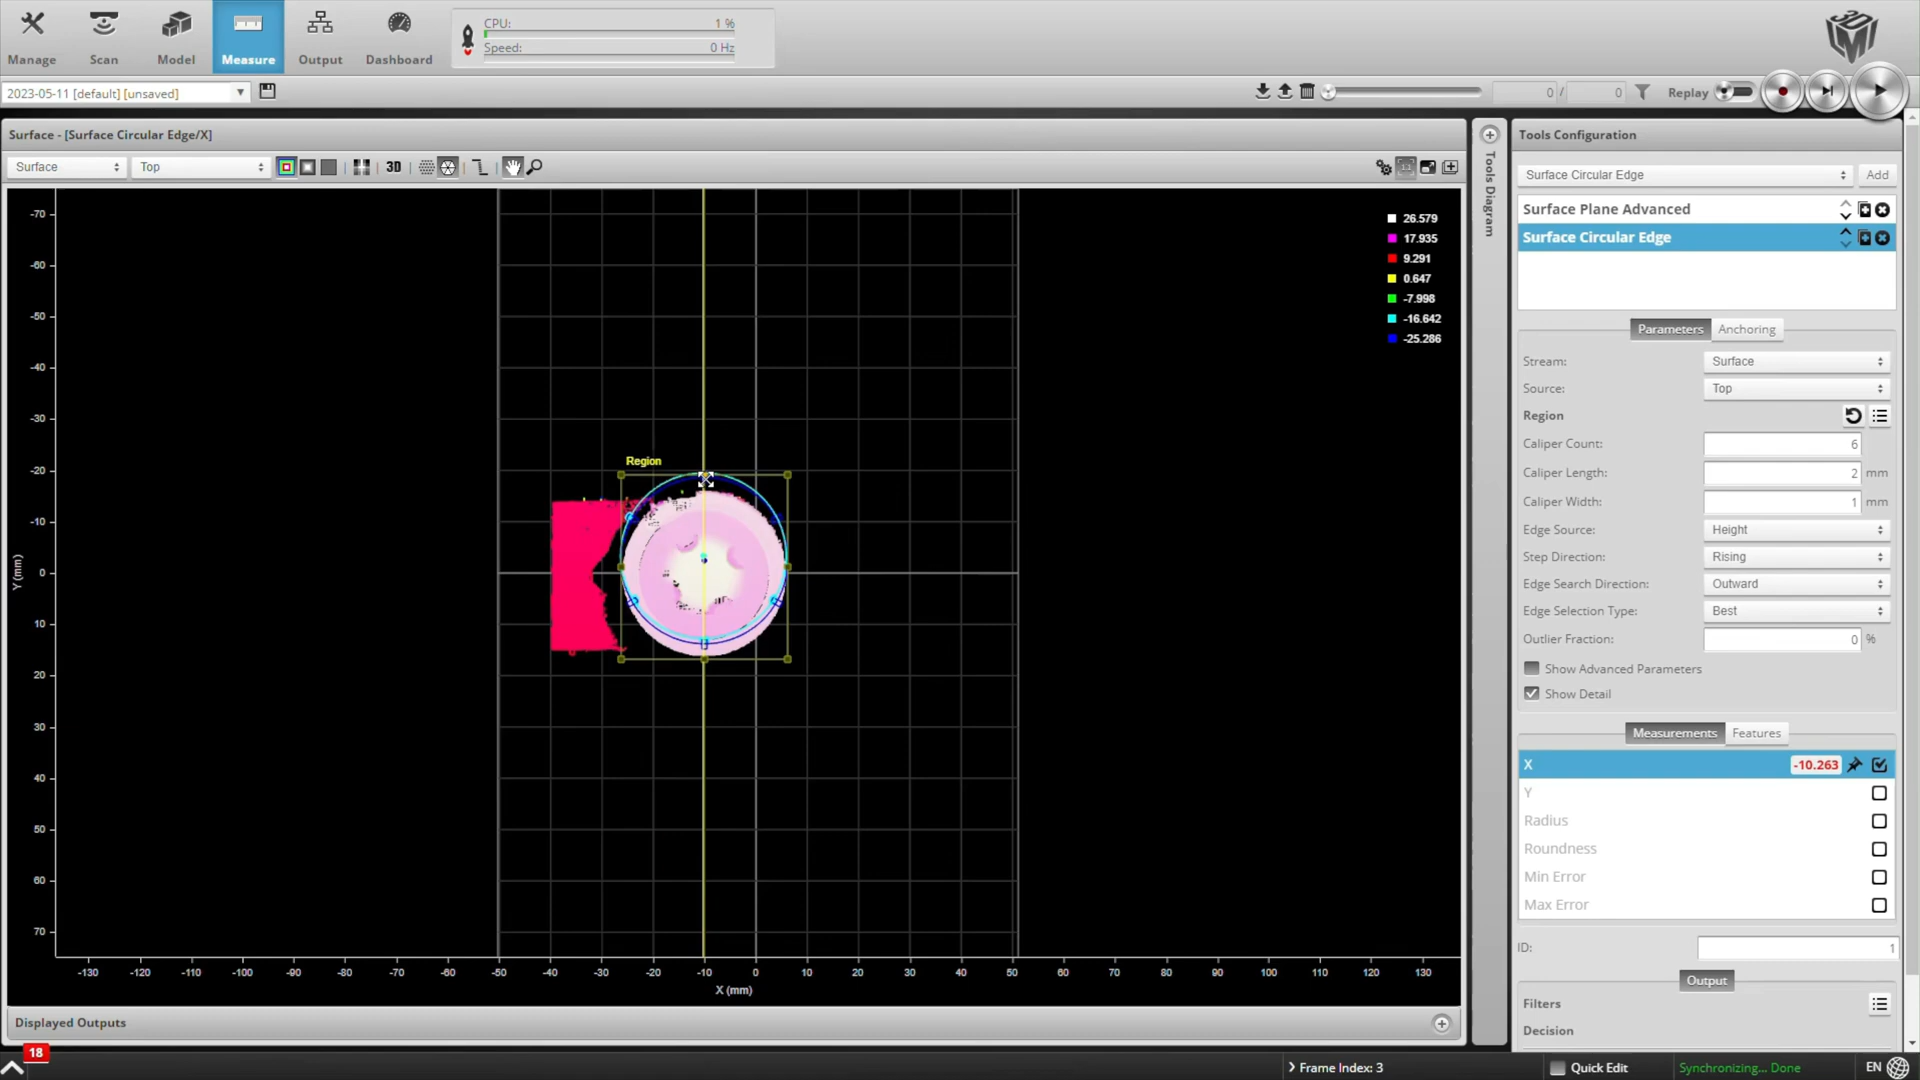 Manage
Scan
Model
Measure
Output
Dashboard
CPU: 1 %
Speed: 0 Hz
2023-05-11 [default] [unsaved]
0 / 0
Replay
Surface - [Surface Circular Edge/X]
Surface
Top
3D
Tools Diagram
-70
-60
-50
-40
-30
-20
-10
0
10
20
30
40
50
60
70
Y (mm)
Region
26.579
17.935
9.291
0.647
-7.998
-16.642
-25.286
-130 -120 -110 -100 -90 -80 -70 -60 -50 -40 -30 -20 -10 0 10 20 30 40 50 60 70 80 90 100 110 120 130
X (mm)
Displayed Outputs
Tools Configuration
Surface Circular Edge Add
Surface Plane Advanced
Surface Circular Edge
Parameters Anchoring
Stream: Surface
Source: Top
Region
Caliper Count: 6
Caliper Length: 2 mm
Caliper Width: 1 mm
Edge Source: Height
Step Direction: Rising
Edge Search Direction: Outward
Edge Selection Type: Best
Outlier Fraction: 0 %
Show Advanced Parameters
Show Detail
Measurements Features
X -10.263
Y
Radius
Roundness
Min Error
Max Error
ID: 1
Output
Filters
Decision
18
Frame Index: 3
Quick Edit
Synchronizing... Done
EN